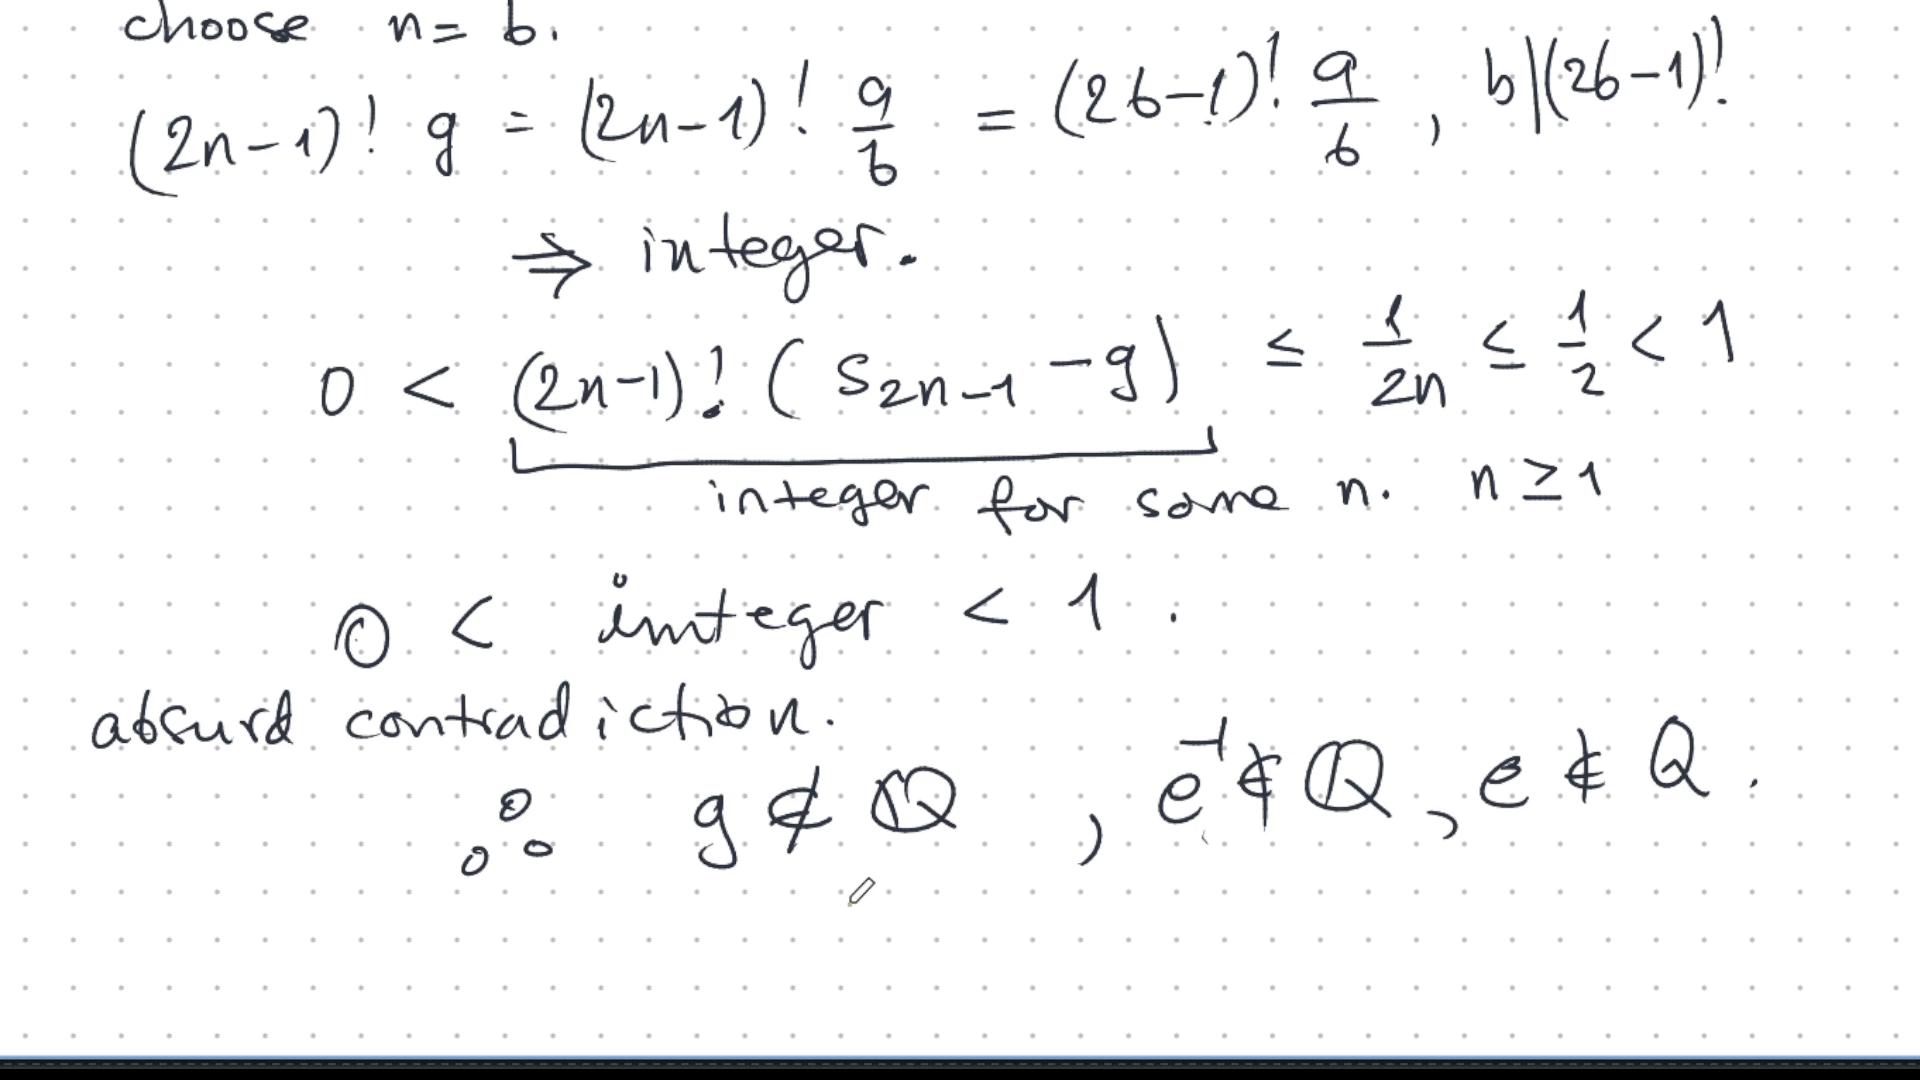 choose n = b.
(2n-1)! g = (2n-1)! a/b = (2b-1)! a/b , b|(2b-1)!
⇒ integer.
0 < (2n-1)! ( s₂ₙ₋₁ - g) ≤ 1/2n ≤ 1/2 < 1
integer for some n. n ≥ 1
0 < integer < 1 .
absurd contradiction.
∴ g ∉ ℚ , e⁻¹ ∉ ℚ , e ∉ Q .